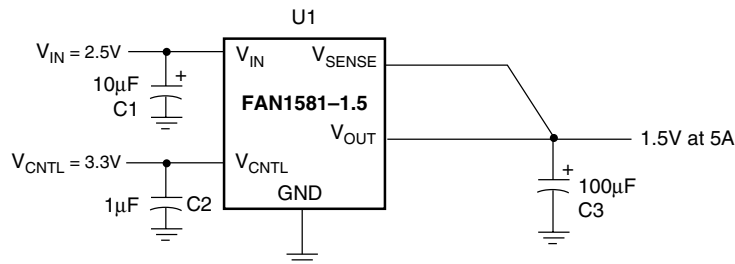 U1
V_IN = 2.5V
V_IN
V_SENSE
10µF
+
C1
FAN1581–1.5
V_OUT
1.5V at 5A
V_CNTL = 3.3V
V_CNTL
GND
1µF
C2
+
100µF
C3